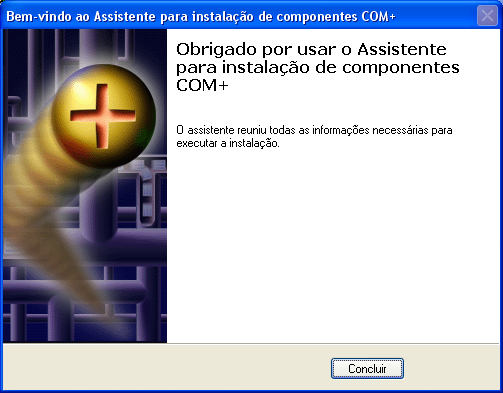 Bem-vindo ao Assistente para instalação de componentes COM+
Obrigado por usar o Assistente
para instalação de componentes
COM+
O assistente reuniu todas as informações necessárias para
executar a instalação.
Concluir